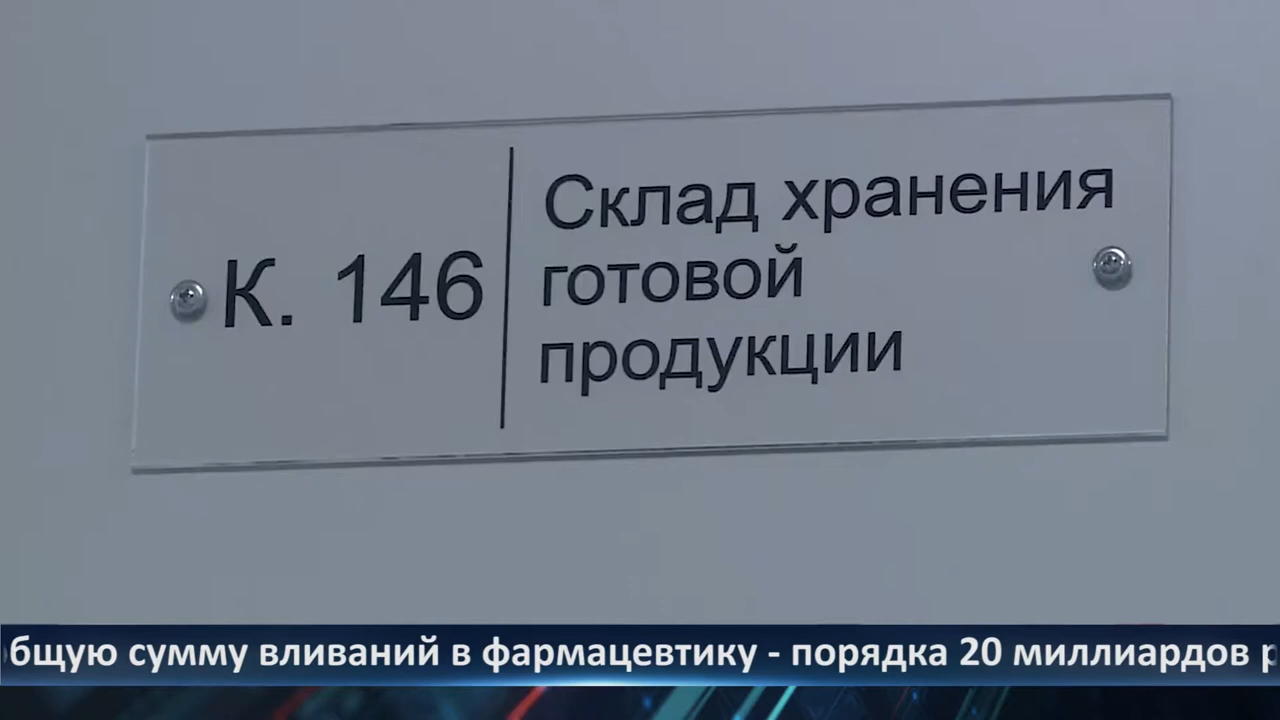 К. 146
Склад хранения
готовой
продукции
бщую сумму вливаний в фармацевтику - порядка 20 миллиардов